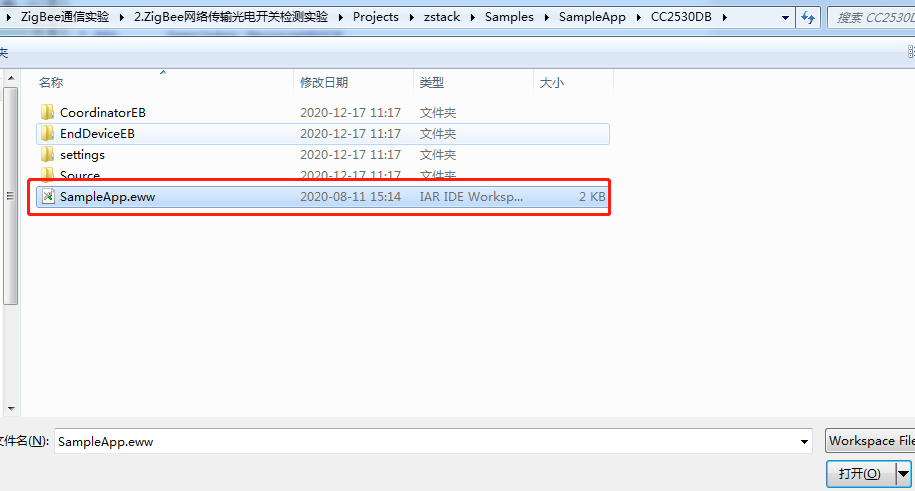 ZigBee通信实验 2.ZigBee网络传输光电开关检测实验 Projects zstack Samples SampleApp CC2530DB 搜索 CC2530D
夹
名称 修改日期 类型 大小
CoordinatorEB 2020-12-17 11:17 文件夹
EndDeviceEB 2020-12-17 11:17 文件夹
settings 2020-12-17 11:17 文件夹
Source 2020-12-17 11:17 文件夹
SampleApp.eww 2020-08-11 15:14 IAR IDE Worksp... 2 KB
文件名(N): SampleApp.eww Workspace File
打开(O)